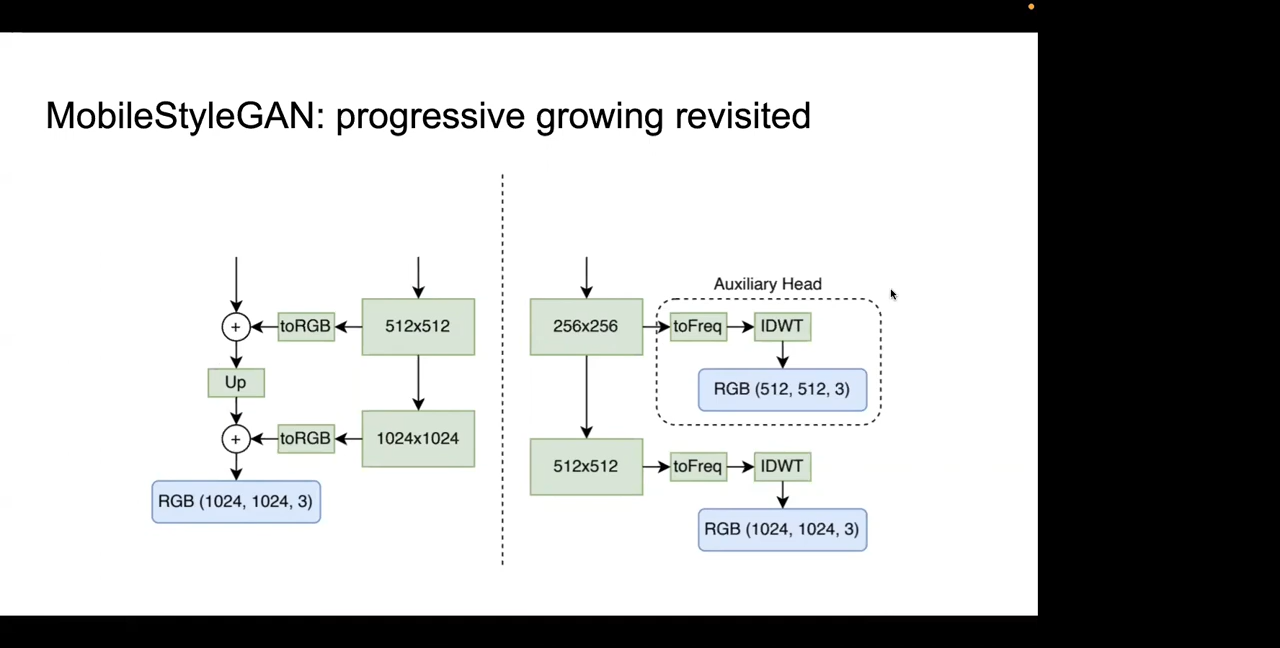 MobileStyleGAN: progressive growing revisited
+
toRGB
512x512
Up
+
toRGB
1024x1024
RGB (1024, 1024, 3)
Auxiliary Head
256x256
toFreq
IDWT
RGB (512, 512, 3)
512x512
toFreq
IDWT
RGB (1024, 1024, 3)